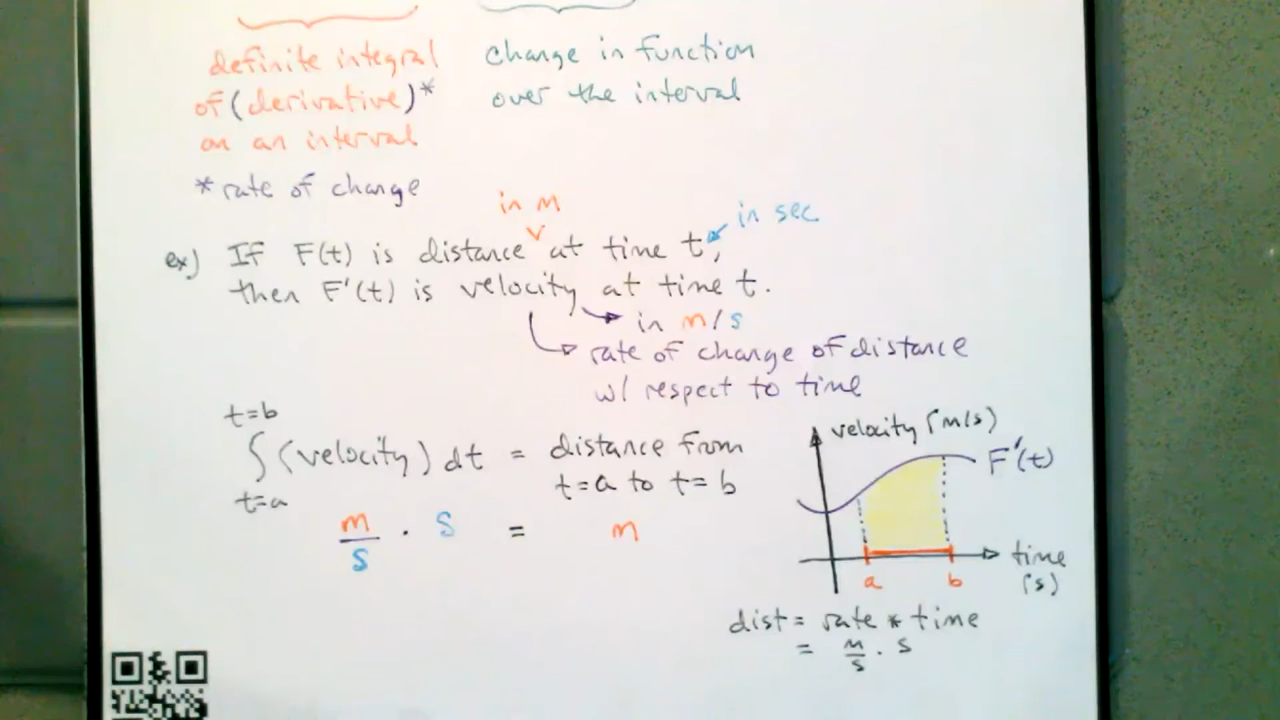 definite integral
of (derivative)*
on an interval
* rate of change
change in function
over the interval
in m
in sec
ex) If F(t) is distance at time t,
then F'(t) is velocity at time t.
in m/s
rate of change of distance
w/ respect to time
t=b
∫(velocity) dt = distance from
t=a
t=a to t=b
m/s · s = m
velocity (m/s)
F'(t)
time
(s)
a
b
dist = rate * time
= m/s · s